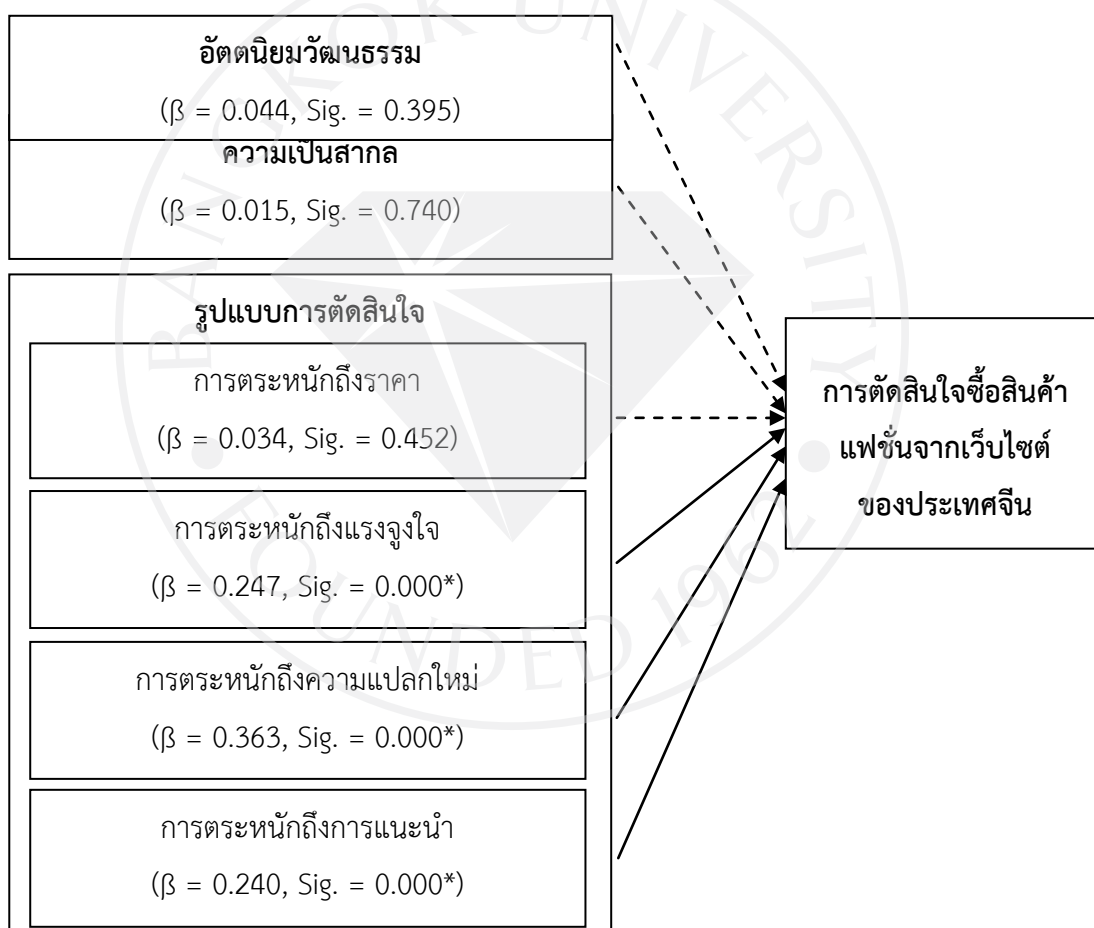 อัตตนิยมวัฒนธรรม
(β = 0.044, Sig. = 0.395)
ความเป็นสากล
(β = 0.015, Sig. = 0.740)
รูปแบบการตัดสินใจ
การตระหนักถึงราคา
(β = 0.034, Sig. = 0.452)
การตระหนักถึงแรงจูงใจ
(β = 0.247, Sig. = 0.000*)
การตระหนักถึงความแปลกใหม่
(β = 0.363, Sig. = 0.000*)
การตระหนักถึงการแนะนำ
(β = 0.240, Sig. = 0.000*)
การตัดสินใจซื้อสินค้า
แฟชั่นจากเว็บไซต์
ของประเทศจีน
BANGKOK UNIVERSITY
FOUNDED 1962